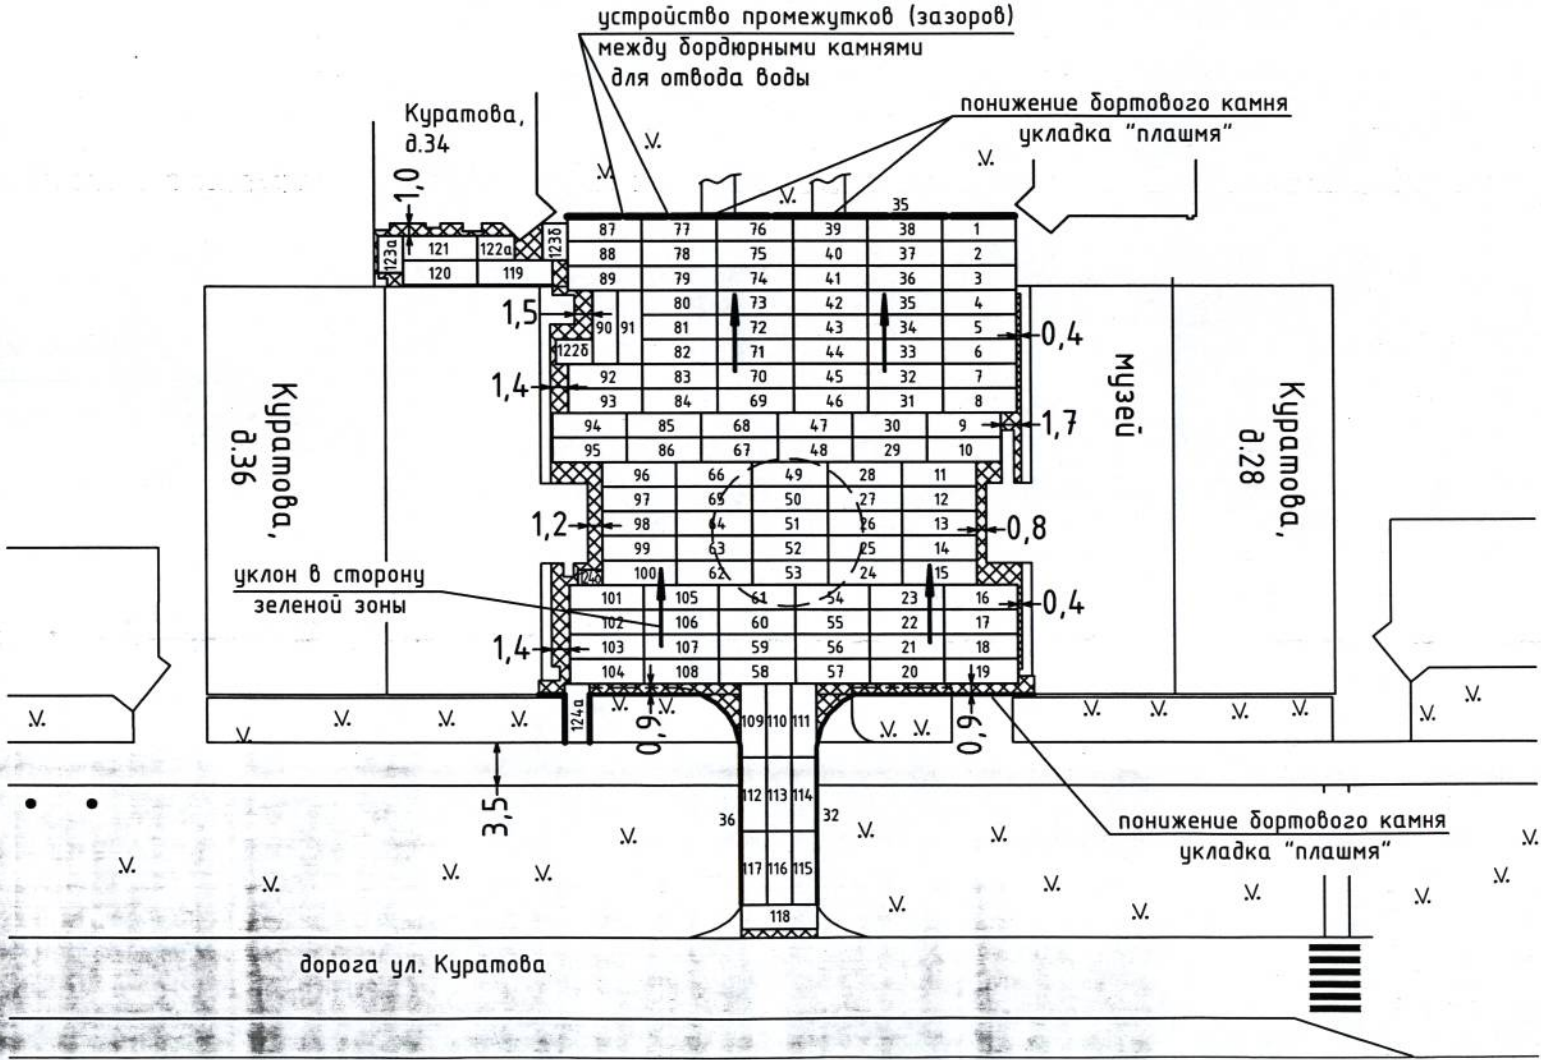 устройство промежутков (зазоров)
между бордюрными камнями
для отвода воды
понижение бортового камня
укладка "плашмя"
Куратова,
д.34
1,0
35
87 77 76 39 38 1
123а 121 122а 123б
88 78 75 40 37 2
120 119
89 79 74 41 36 3
80 73 42 35 4
1,5 90 91
81 72 43 34 5
0,4
122б 82 71 44 33 6
1,4
92 83 70 45 32 7
93 84 69 46 31 8
94 85 68 47 30 9
1,7
95 86 67 48 29 10
Куратова,
д.36
музей
Куратова,
д.28
96 66 49 28 11
97 65 50 27 12
1,2 98 64 51 26 13 0,8
99 63 52 25 14
124б 100 62 53 24 15
уклон в сторону
зеленой зоны
101 105 61 54 23 16
0,4
102 106 60 55 22 17
1,4 103 107 59 56 21 18
104 108 58 57 20 19
124а
0,9
109 110 111
0,9
3,5
112 113 114
36
32
понижение бортового камня
укладка "плашмя"
117 116 115
118
дорога ул. Куратова